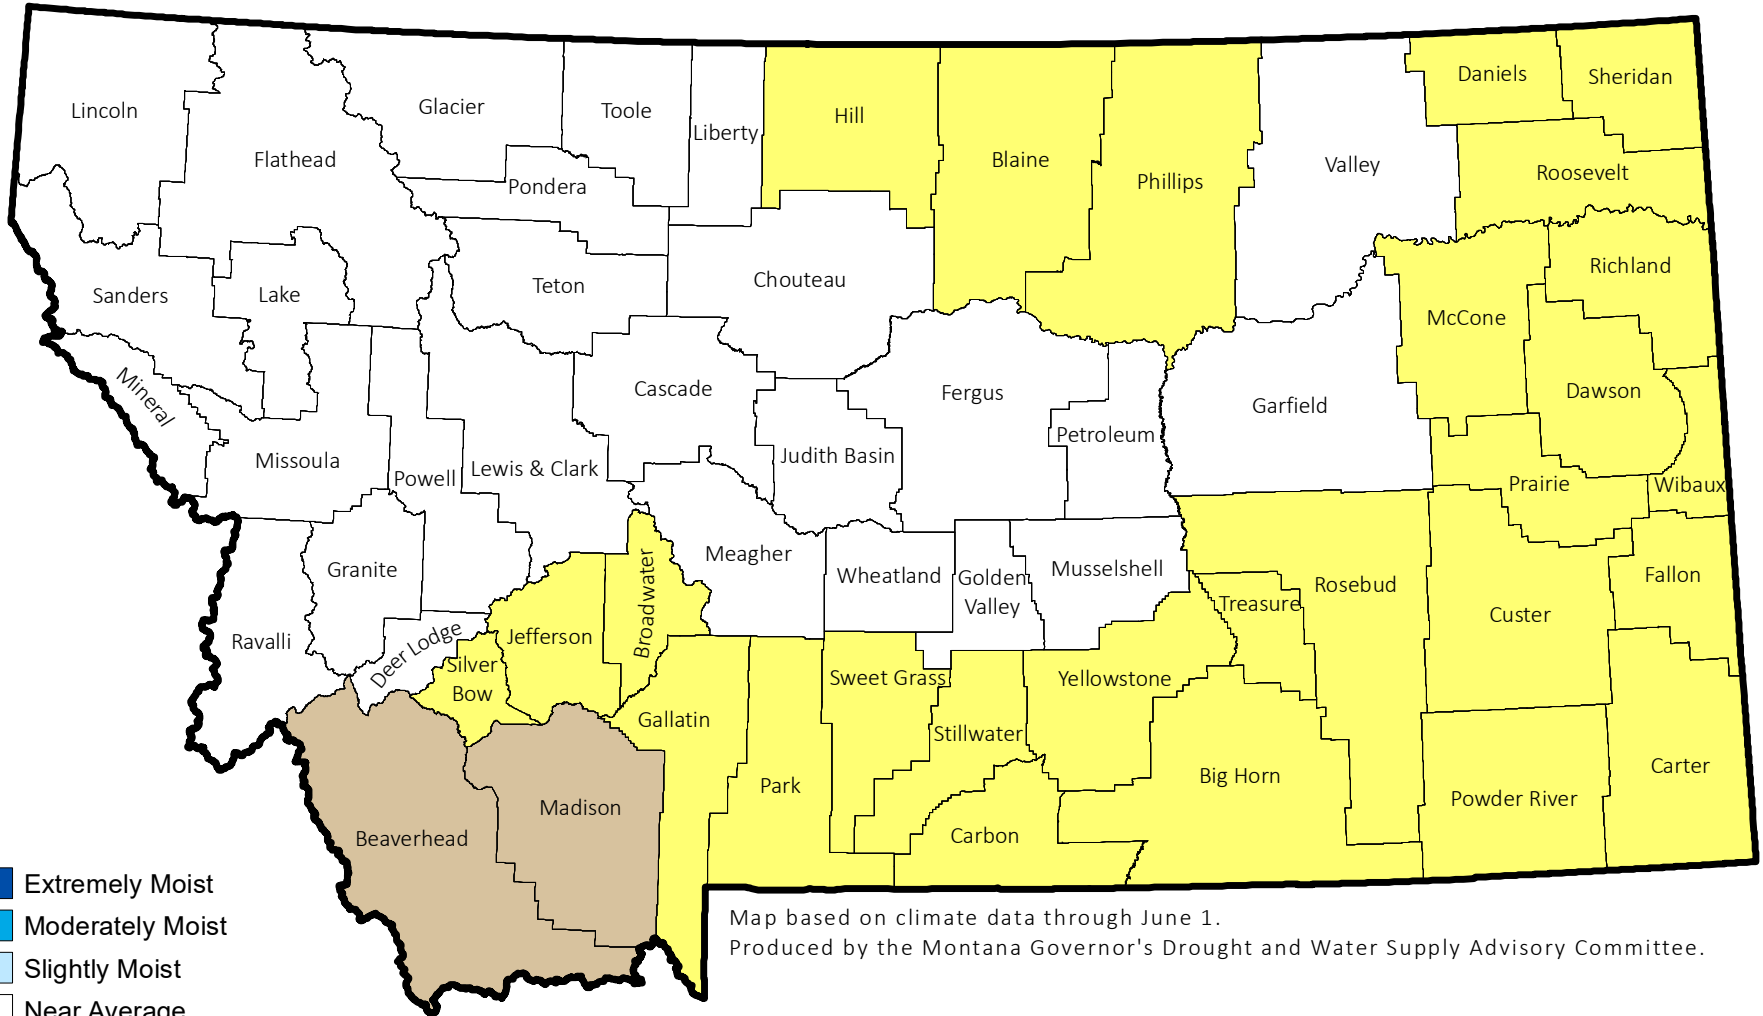 Lincoln
Flathead
Glacier
Toole
Liberty
Hill
Blaine
Phillips
Valley
Daniels
Sheridan
Roosevelt
Pondera
Teton
Chouteau
Sanders
Lake
Richland
McCone
Dawson
Mineral
Missoula
Powell
Lewis & Clark
Cascade
Judith Basin
Fergus
Petroleum
Garfield
Prairie
Wibaux
Granite
Ravalli
Deer Lodge
Silver
Bow
Jefferson
Broadwater
Meagher
Wheatland
Golden
Valley
Musselshell
Treasure
Rosebud
Custer
Fallon
Beaverhead
Madison
Gallatin
Park
Sweet Grass
Stillwater
Yellowstone
Carbon
Big Horn
Powder River
Carter
Extremely Moist
Moderately Moist
Slightly Moist
Near Average
Map based on climate data through June 1.
Produced by the Montana Governor's Drought and Water Supply Advisory Committee.